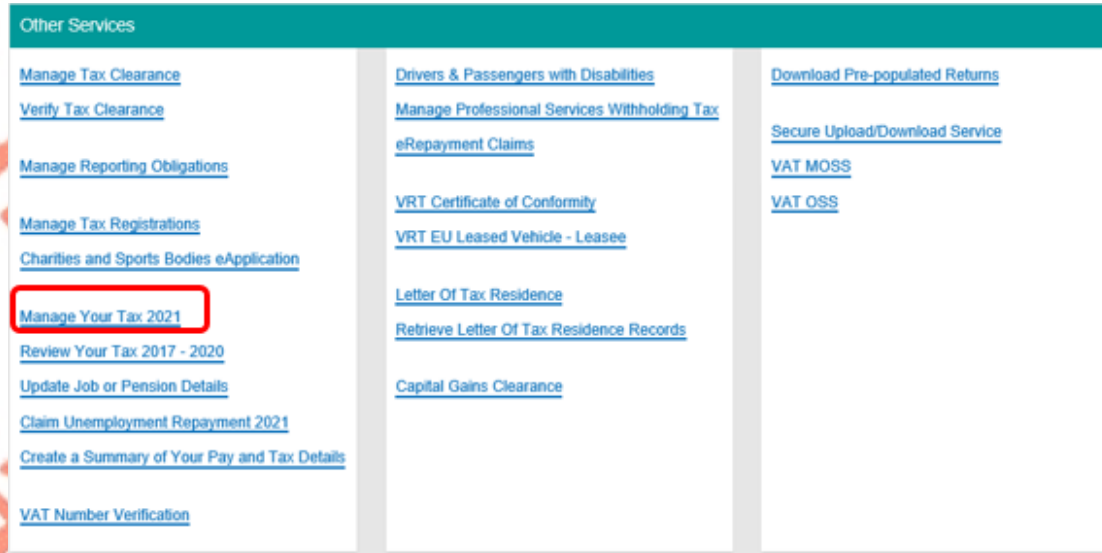 Other Services
Manage Tax Clearance
Verify Tax Clearance
Manage Reporting Obligations
Manage Tax Registrations
Charities and Sports Bodies eApplication
Manage Your Tax 2021
Review Your Tax 2017 - 2020
Update Job or Pension Details
Claim Unemployment Repayment 2021
Create a Summary of Your Pay and Tax Details
VAT Number Verification
Drivers & Passengers with Disabilities
Manage Professional Services Withholding Tax
eRepayment Claims
VRT Certificate of Conformity
VRT EU Leased Vehicle - Leasee
Letter Of Tax Residence
Retrieve Letter Of Tax Residence Records
Capital Gains Clearance
Download Pre-populated Returns
Secure Upload/Download Service
VAT MOSS
VAT OSS